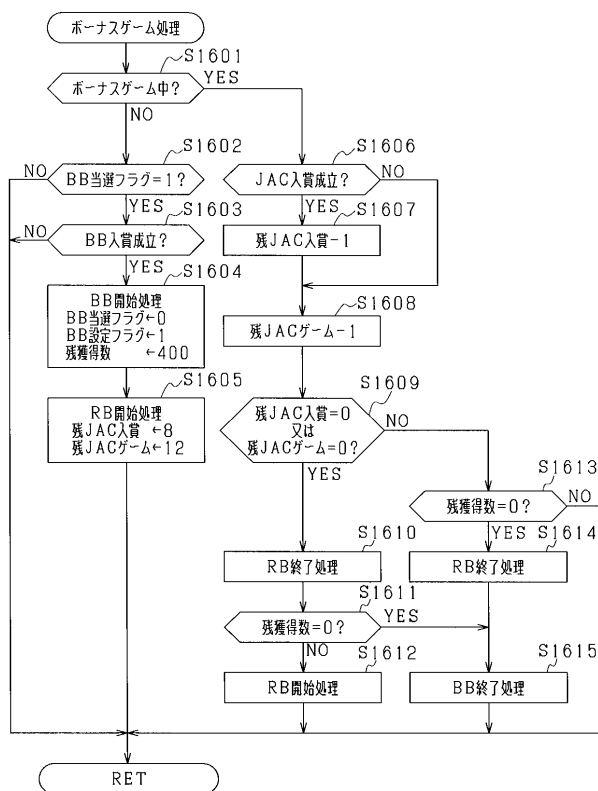 ボーナスゲーム処理
S1601
ボーナスゲーム中?
YES
NO
S1602
NO
BB当選フラグ=1?
YES
S1603
NO
BB入賞成立?
YES
S1604
BB開始処理
BB当選フラグ←0
BB設定フラグ←1
残獲得数 ←400
S1605
RB開始処理
残JAC入賞 ←8
残JACゲーム←12
S1606
JAC入賞成立?
NO
YES
S1607
残JAC入賞-1
S1608
残JACゲーム-1
S1609
残JAC入賞=0
又は
残JACゲーム=0?
NO
YES
S1610
RB終了処理
S1611
残獲得数=0?
YES
NO
S1612
RB開始処理
S1613
残獲得数=0?
NO
YES
S1614
RB終了処理
S1615
BB終了処理
RET